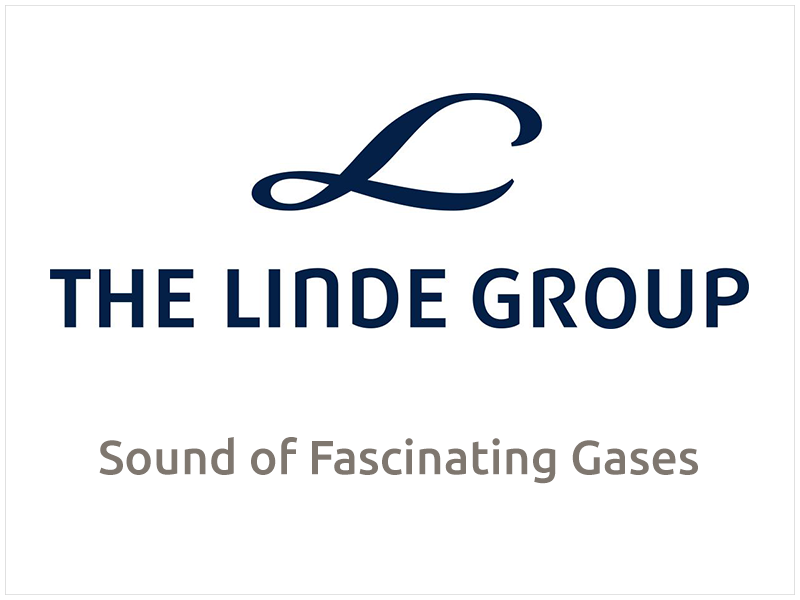 THE LINDE GROUP
Sound of Fascinating Gases